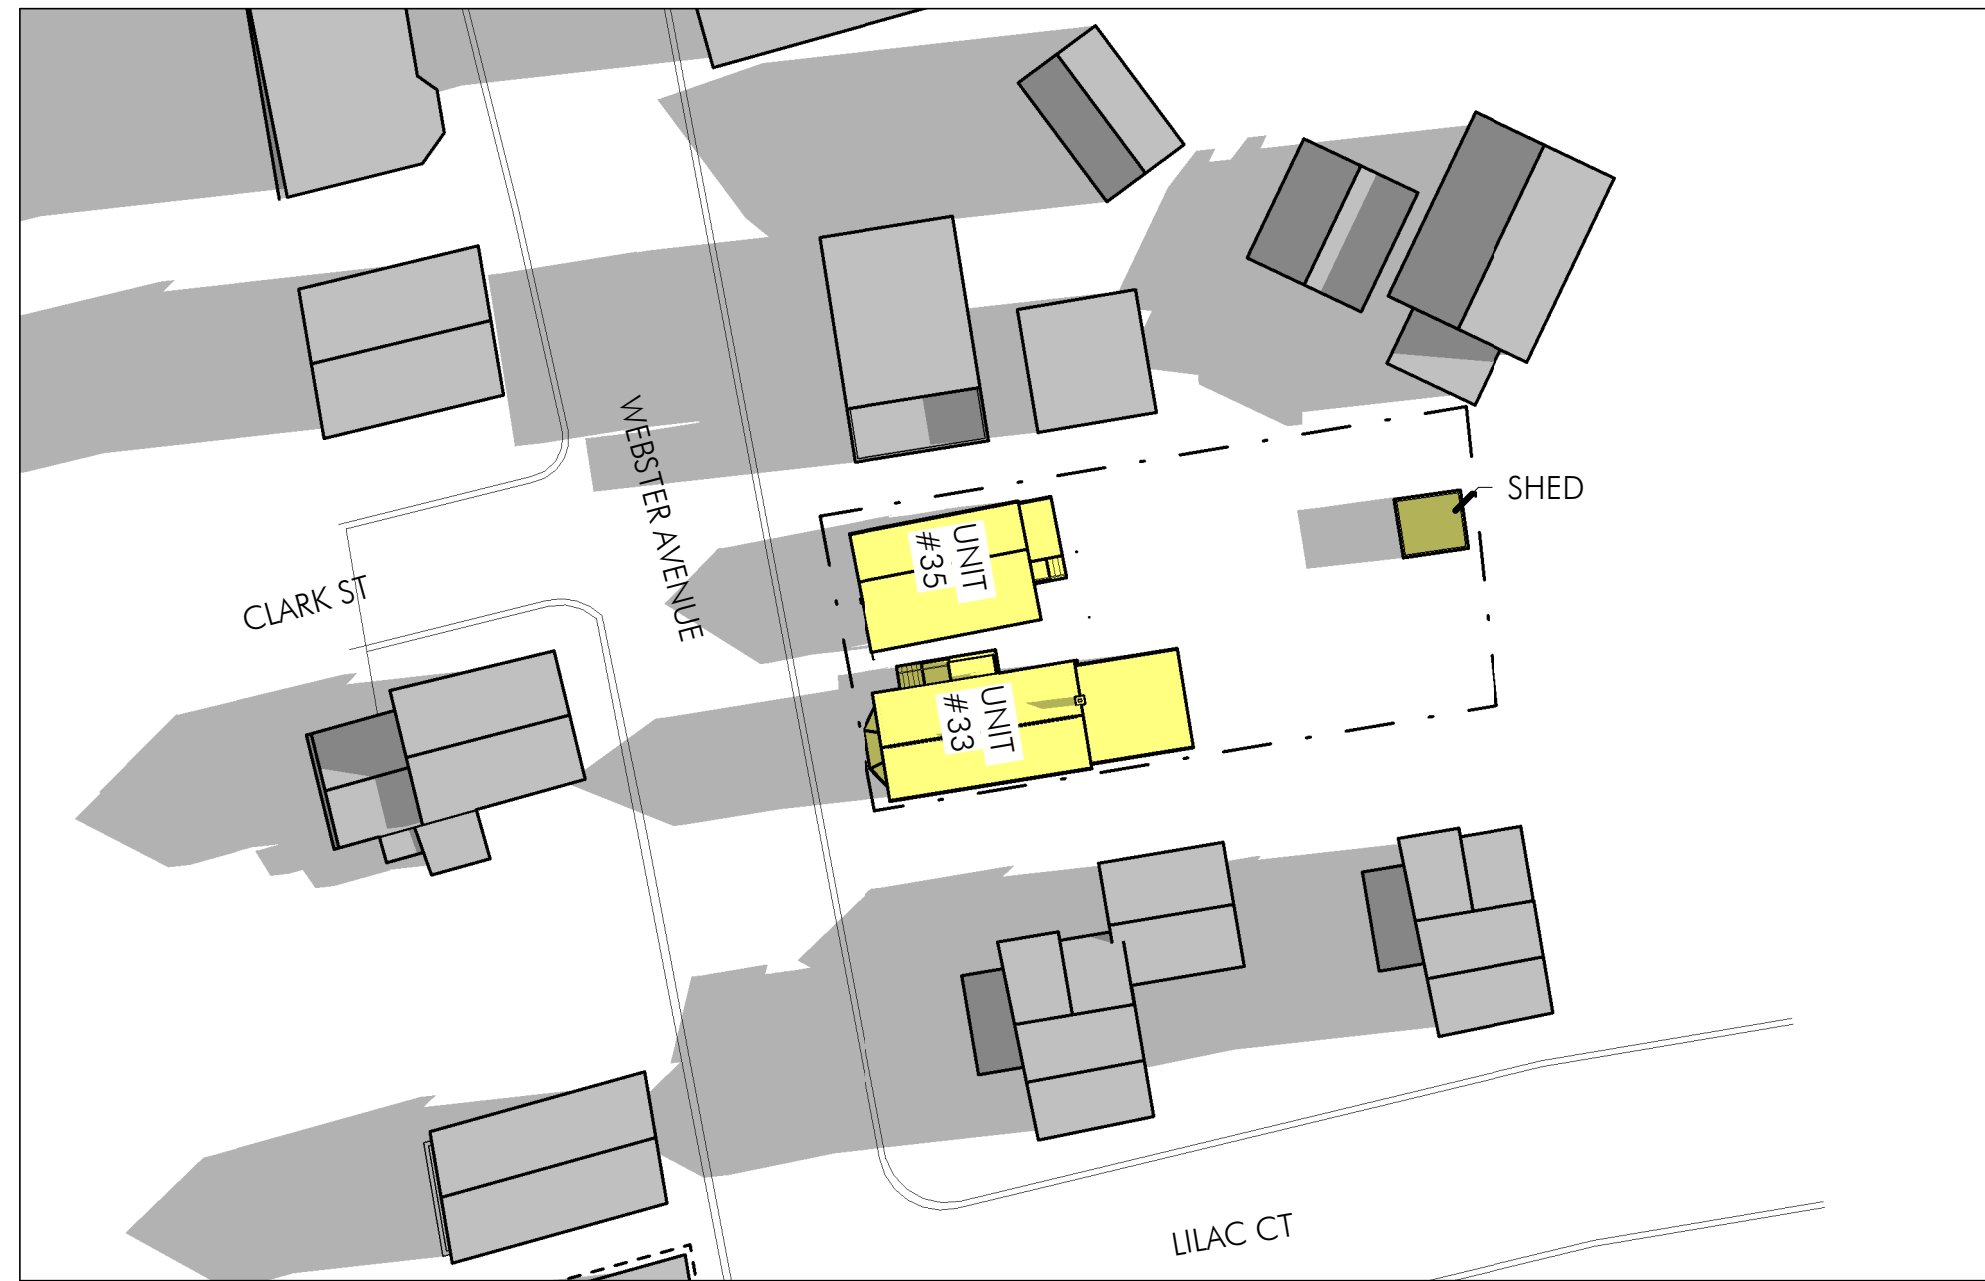 WEBSTER AVENUE
SHED
UNIT
#35
CLARK ST
UNIT
#33
LILAC CT